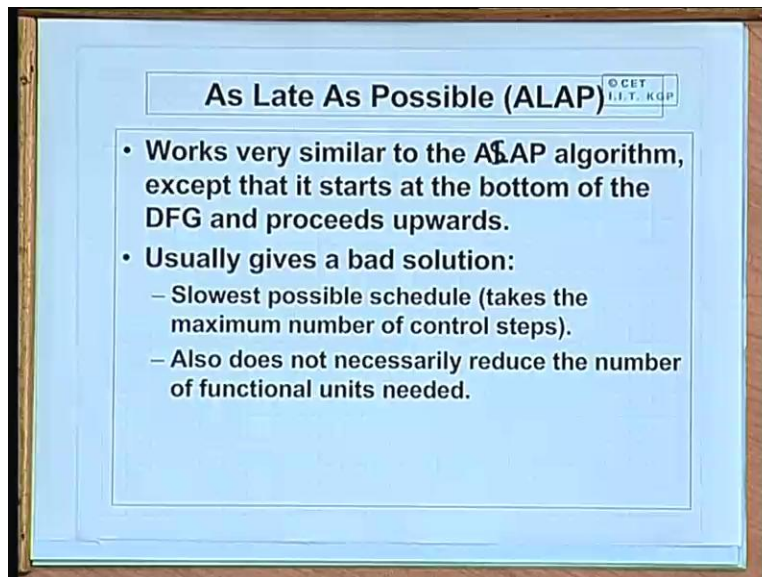 As Late As Possible (ALAP)
© CET
I.I.T. KGP
• Works very similar to the ASAP algorithm,
except that it starts at the bottom of the
DFG and proceeds upwards.
• Usually gives a bad solution:
– Slowest possible schedule (takes the
maximum number of control steps).
– Also does not necessarily reduce the number
of functional units needed.